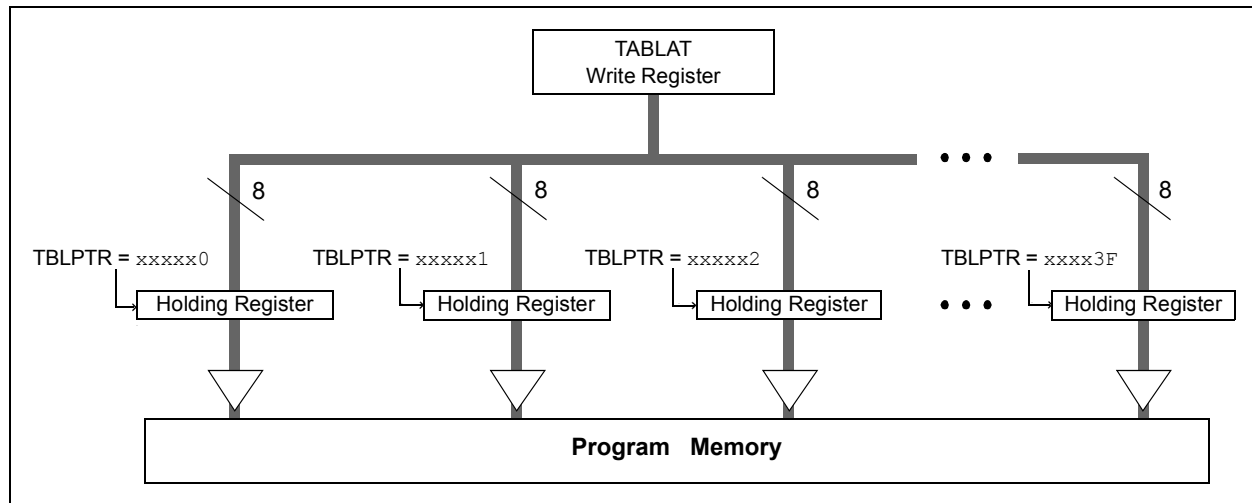 TABLAT
Write Register
• • •
8
8
8
8
TBLPTR = xxxxx0
TBLPTR = xxxxx1
TBLPTR = xxxxx2
TBLPTR = xxxx3F
Holding Register
Holding Register
Holding Register
• • •
Holding Register
Program Memory